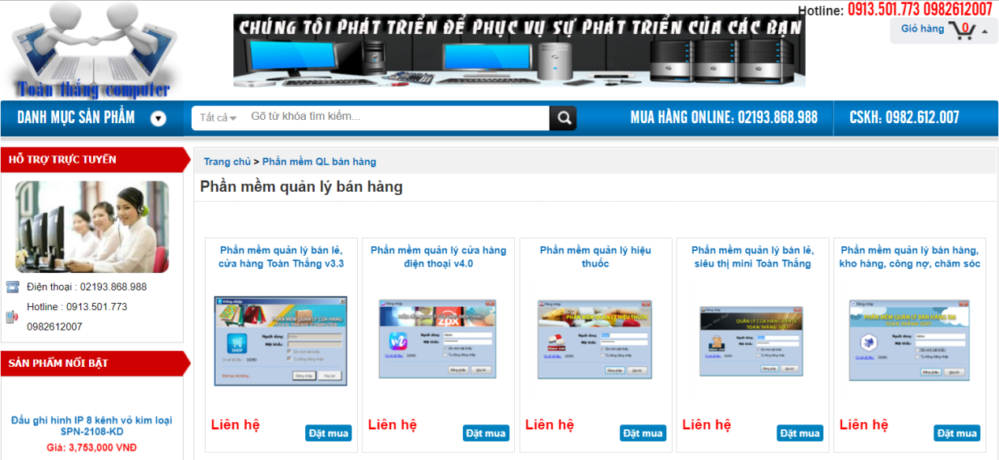 Hotline: 0913.501.773 0982612007
CHÚNG TÔI PHÁT TRIỂN ĐỂ PHỤC VỤ SỰ PHÁT TRIỂN CỦA CÁC BẠN
Giỏ hàng 0
Toàn thắng computer
DANH MỤC SẢN PHẨM
Tất cả Gõ từ khóa tìm kiếm...
MUA HÀNG ONLINE: 02193.868.988
CSKH: 0982.612.007
HỖ TRỢ TRỰC TUYẾN
Điện thoại : 02193.868.988
Hotline : 0913.501.773
0982612007
SẢN PHẨM NỔI BẬT
Đầu ghi hình IP 8 kênh vỏ kim loại
SPN-2108-KD
Giá: 3,753,000 VNĐ
Trang chủ > Phần mềm QL bán hàng
Phần mềm quản lý bán hàng
Phần mềm quản lý bán lẻ,
cửa hàng Toàn Thắng v3.3
Liên hệ
Đặt mua
Phần mềm quản lý cửa hàng
điện thoại v4.0
Liên hệ
Đặt mua
Phần mềm quản lý hiệu
thuốc
PHẦN MỀM QUẢN LÝ HIỆU THUỐC
Liên hệ
Đặt mua
Phần mềm quản lý bán lẻ,
siêu thị mini Toàn Thắng
Liên hệ
Đặt mua
Phần mềm quản lý bán hàng,
kho hàng, công nợ, chăm sóc
Liên hệ
Đặt mua